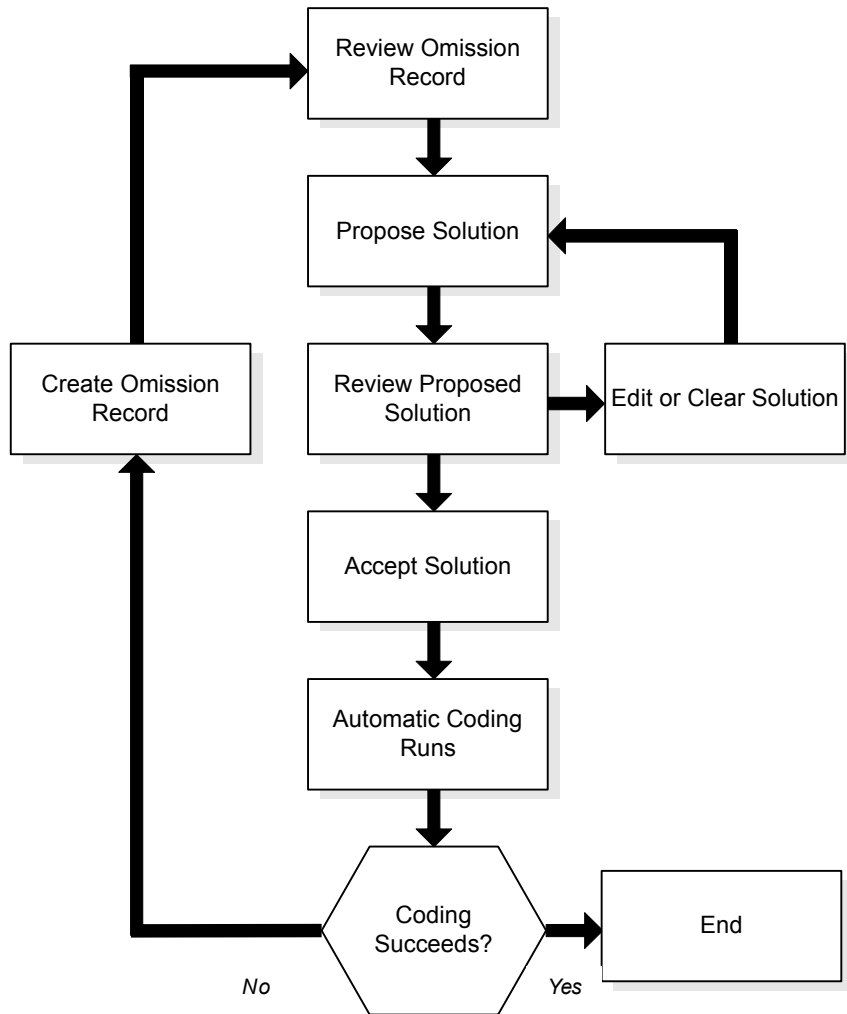 Review Omission
Record
Propose Solution
Create Omission
Record
Review Proposed
Solution
Edit or Clear Solution
Accept Solution
Automatic Coding
Runs
Coding
Succeeds?
End
No
Yes